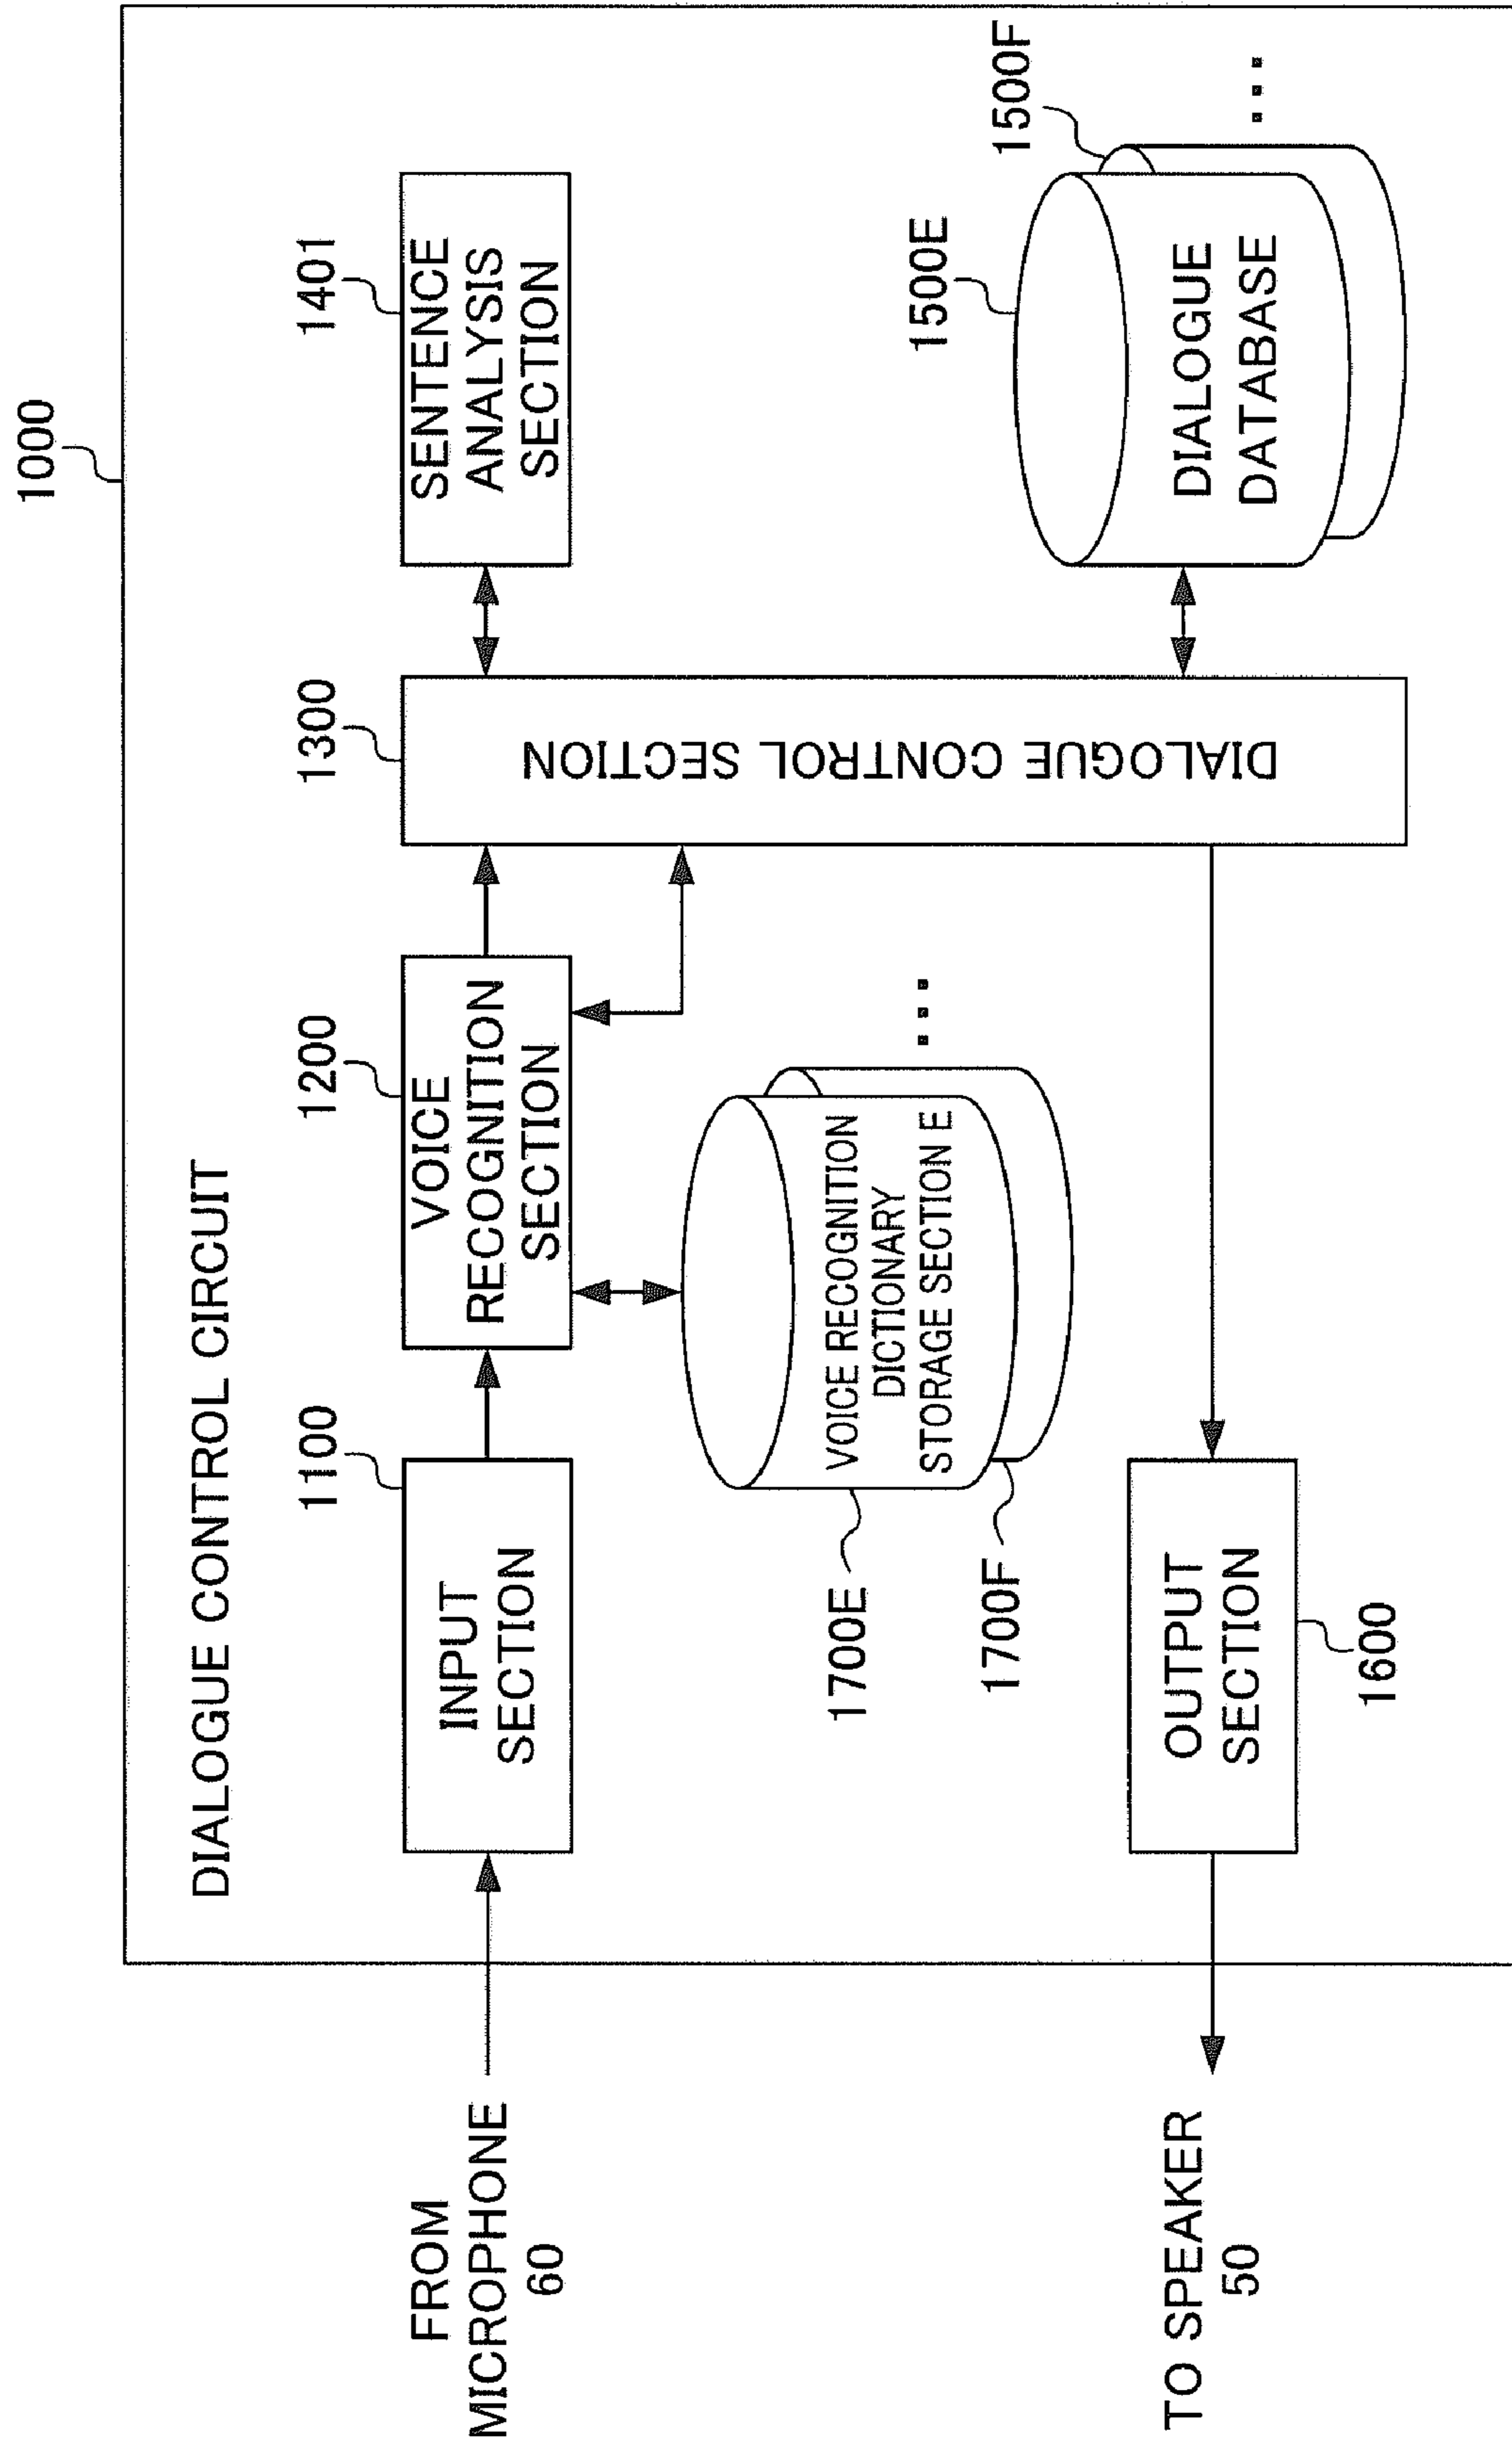 1000
DIALOGUE CONTROL CIRCUIT
1100
1200
1300
1401
FROM
MICROPHONE
60
INPUT
SECTION
VOICE
RECOGNITION
SECTION
DIALOGUE CONTROL SECTION
SENTENCE
ANALYSIS
SECTION
1700E
1700F
VOICE RECOGNITION
DICTIONARY
STORAGE SECTION E
...
1500E
1500F
DIALOGUE
DATABASE
...
TO SPEAKER
50
OUTPUT
SECTION
1600